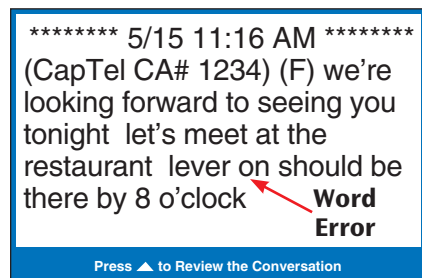 ******** 5/15 11:16 AM ********
(CapTel CA# 1234) (F) we're
looking forward to seeing you
tonight  let's meet at the
restaurant  lever on should be
there by 8 o'clock
Word
Error
Press ▲ to Review the Conversation